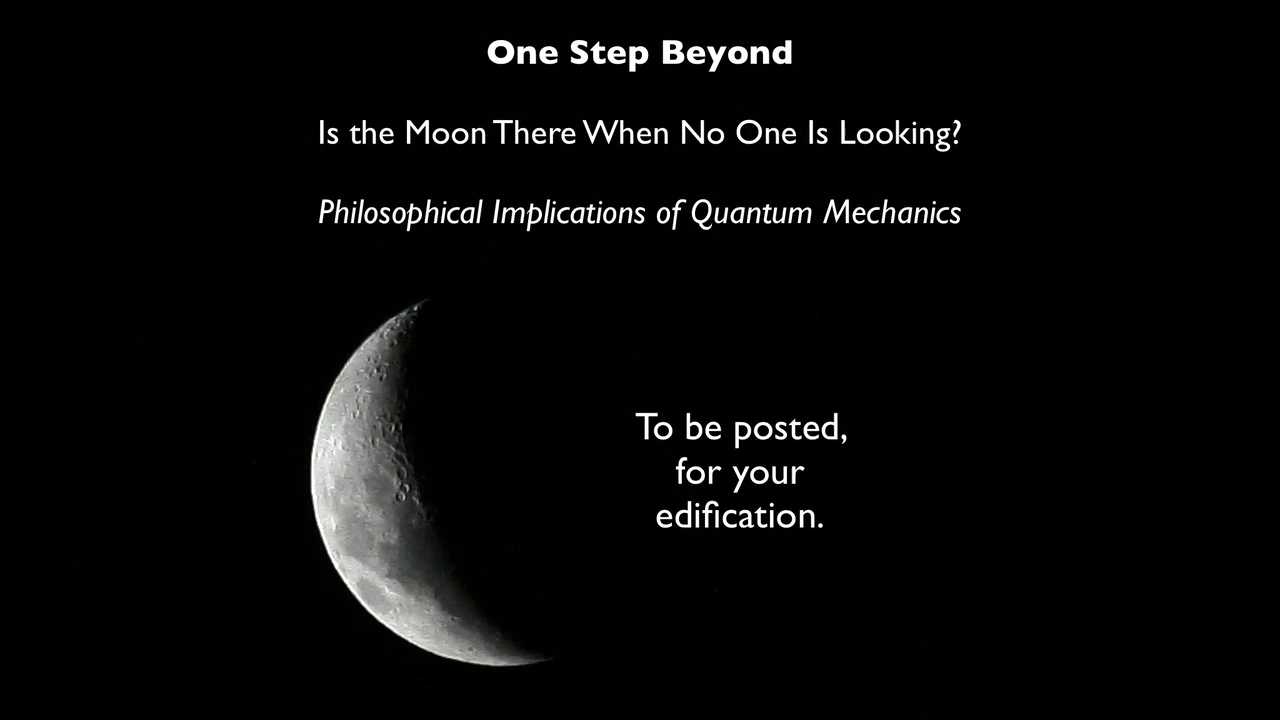 One Step Beyond
Is the Moon There When No One Is Looking?
Philosophical Implications of Quantum Mechanics
To be posted,
for your
edification.